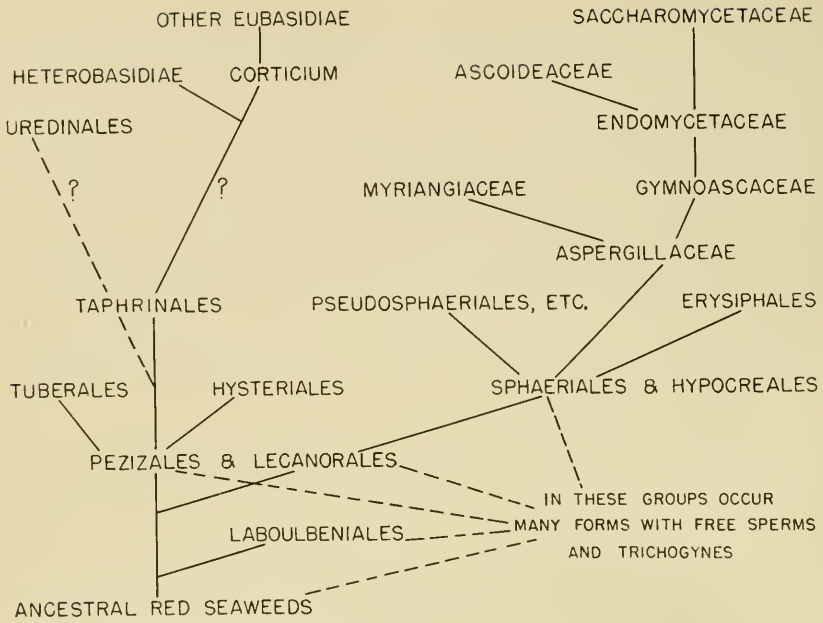 OTHER EUBASIDIAE
SACCHAROMYCETACEAE
HETEROBASIDIAE
CORTICIUM
ASCOIDEACEAE
UREDINALES
ENDOMYCETACEAE
?
?
MYRIANGIACEAE
GYMNOASCACEAE
ASPERGILLACEAE
TAPHRINALES
PSEUDOSPHAERIALES, ETC.
ERYSIPHALES
TUBERALES
HYSTERIALES
SPHAERIALES & HYPOCREALES
PEZIZALES & LECANORALES
IN THESE GROUPS OCCUR
MANY FORMS WITH FREE SPERMS
AND TRICHOGYNES
LABOULBENIALES
ANCESTRAL RED SEAWEEDS